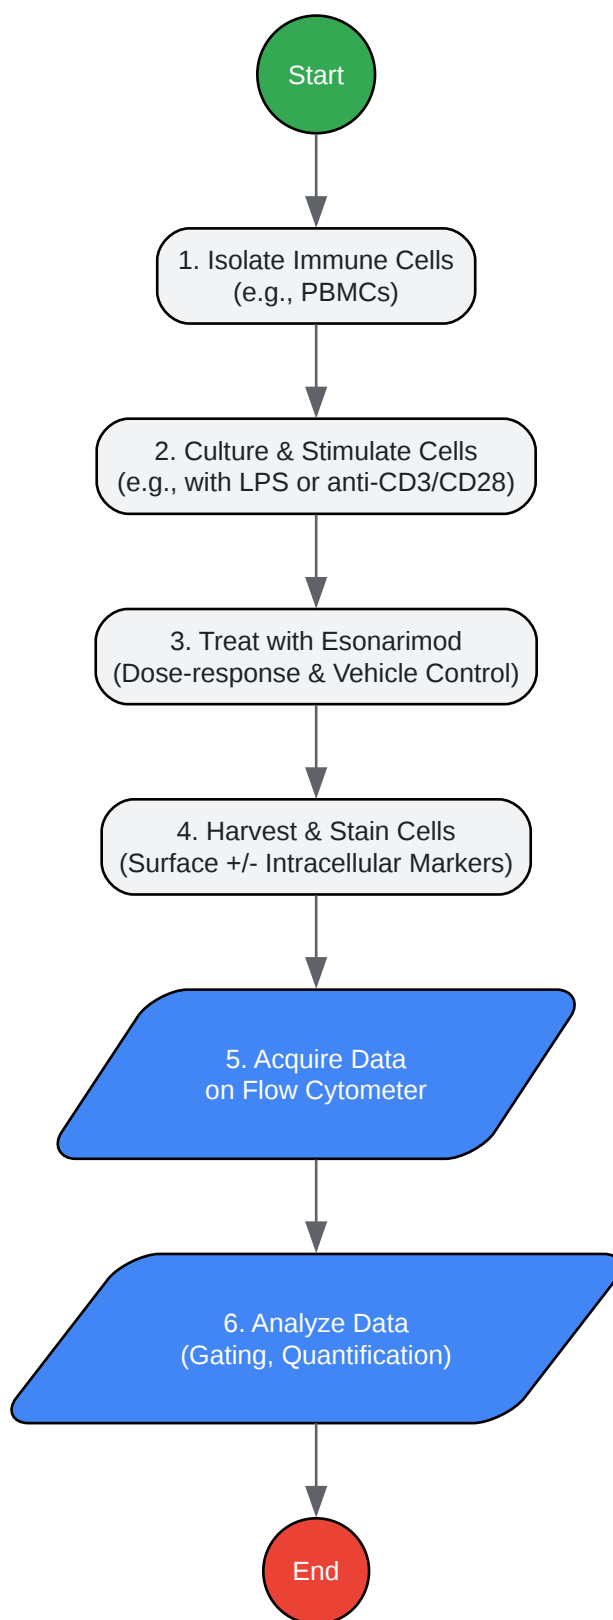 Start
1. Isolate Immune Cells
(e.g., PBMCs)
2. Culture & Stimulate Cells
(e.g., with LPS or anti-CD3/CD28)
3. Treat with Esonarimod
(Dose-response & Vehicle Control)
4. Harvest & Stain Cells
(Surface +/- Intracellular Markers)
5. Acquire Data
on Flow Cytometer
6. Analyze Data
(Gating, Quantification)
End